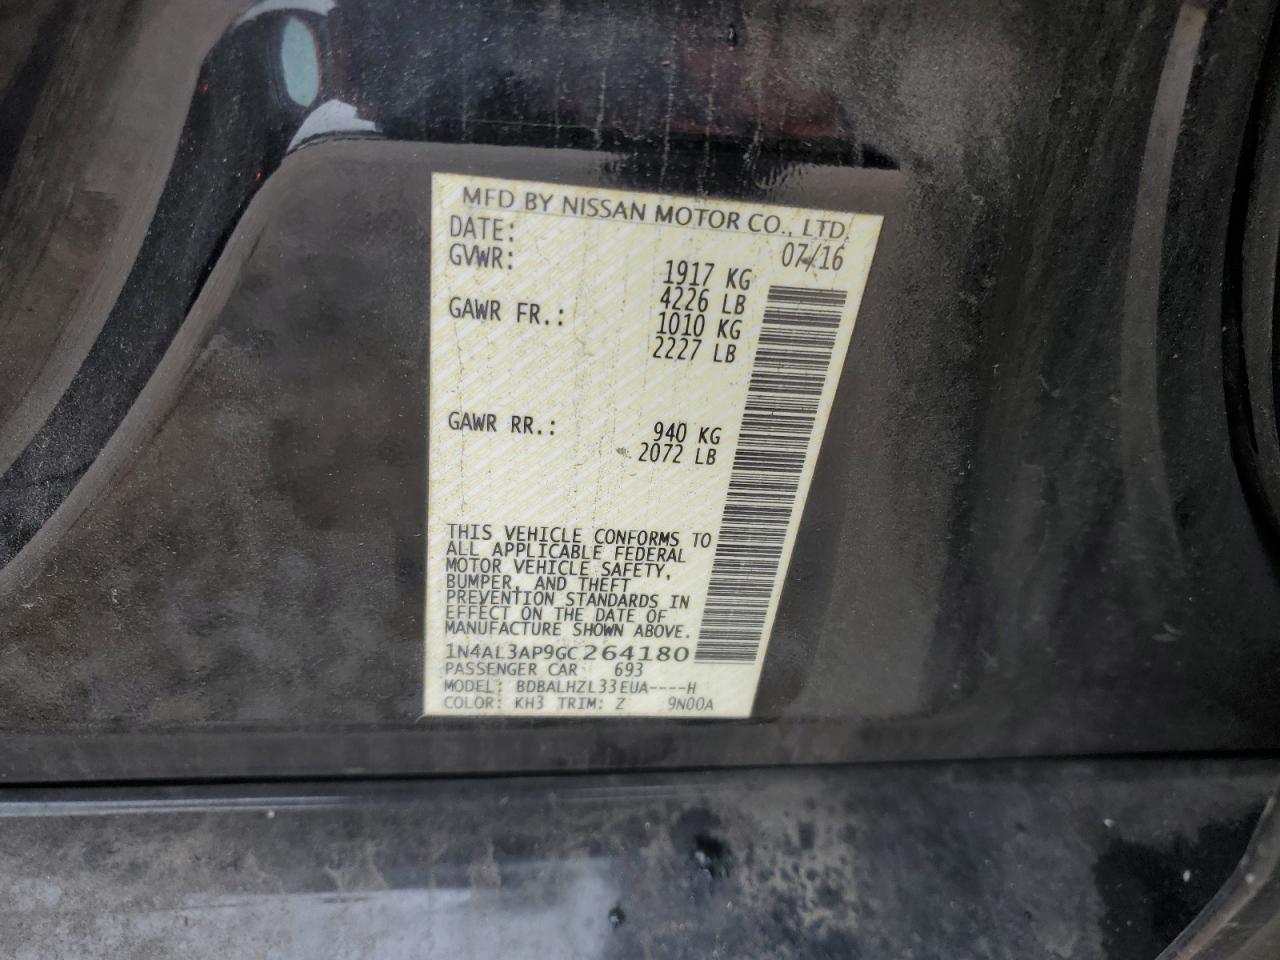 MFD BY NISSAN MOTOR CO., LTD.
DATE: 07/16
GVWR: 1917 KG
4226 LB
GAWR FR.: 1010 KG
2227 LB
GAWR RR.: 940 KG
2072 LB
THIS VEHICLE CONFORMS TO
ALL APPLICABLE FEDERAL
MOTOR VEHICLE SAFETY,
BUMPER, AND THEFT
PREVENTION STANDARDS IN
EFFECT ON THE DATE OF
MANUFACTURE SHOWN ABOVE.
1N4AL3AP9GC264180
PASSENGER CAR 693
MODEL: BDBALHZL33EUA----H
COLOR: KH3 TRIM: Z 9N00A